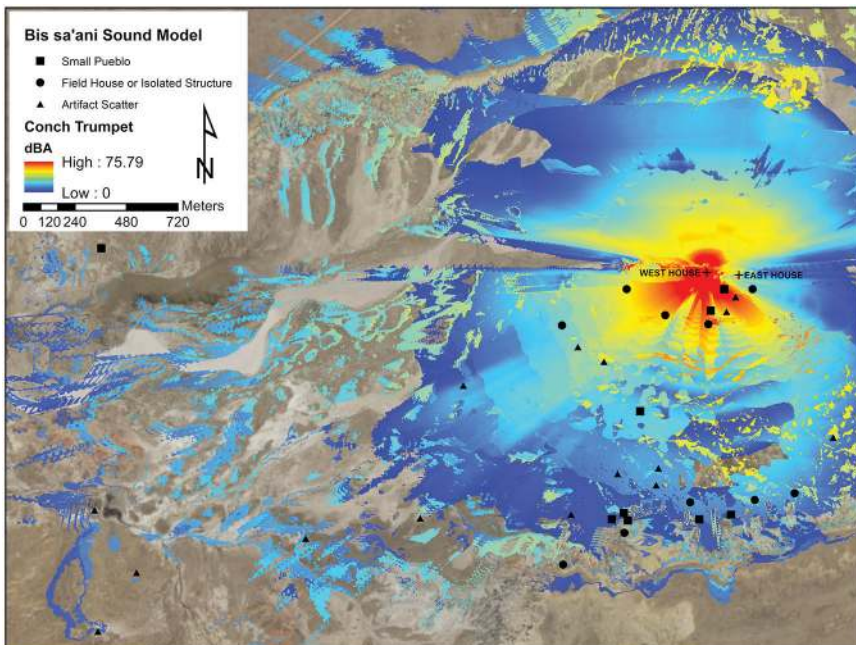 Bis sa'ani Sound Model
Small Pueblo
Field House or Isolated Structure
Artifact Scatter
Conch Trumpet
dBA
High : 75.79
Low : 0
N
Meters
0 120 240 480 720
WEST HOUSE
EAST HOUSE